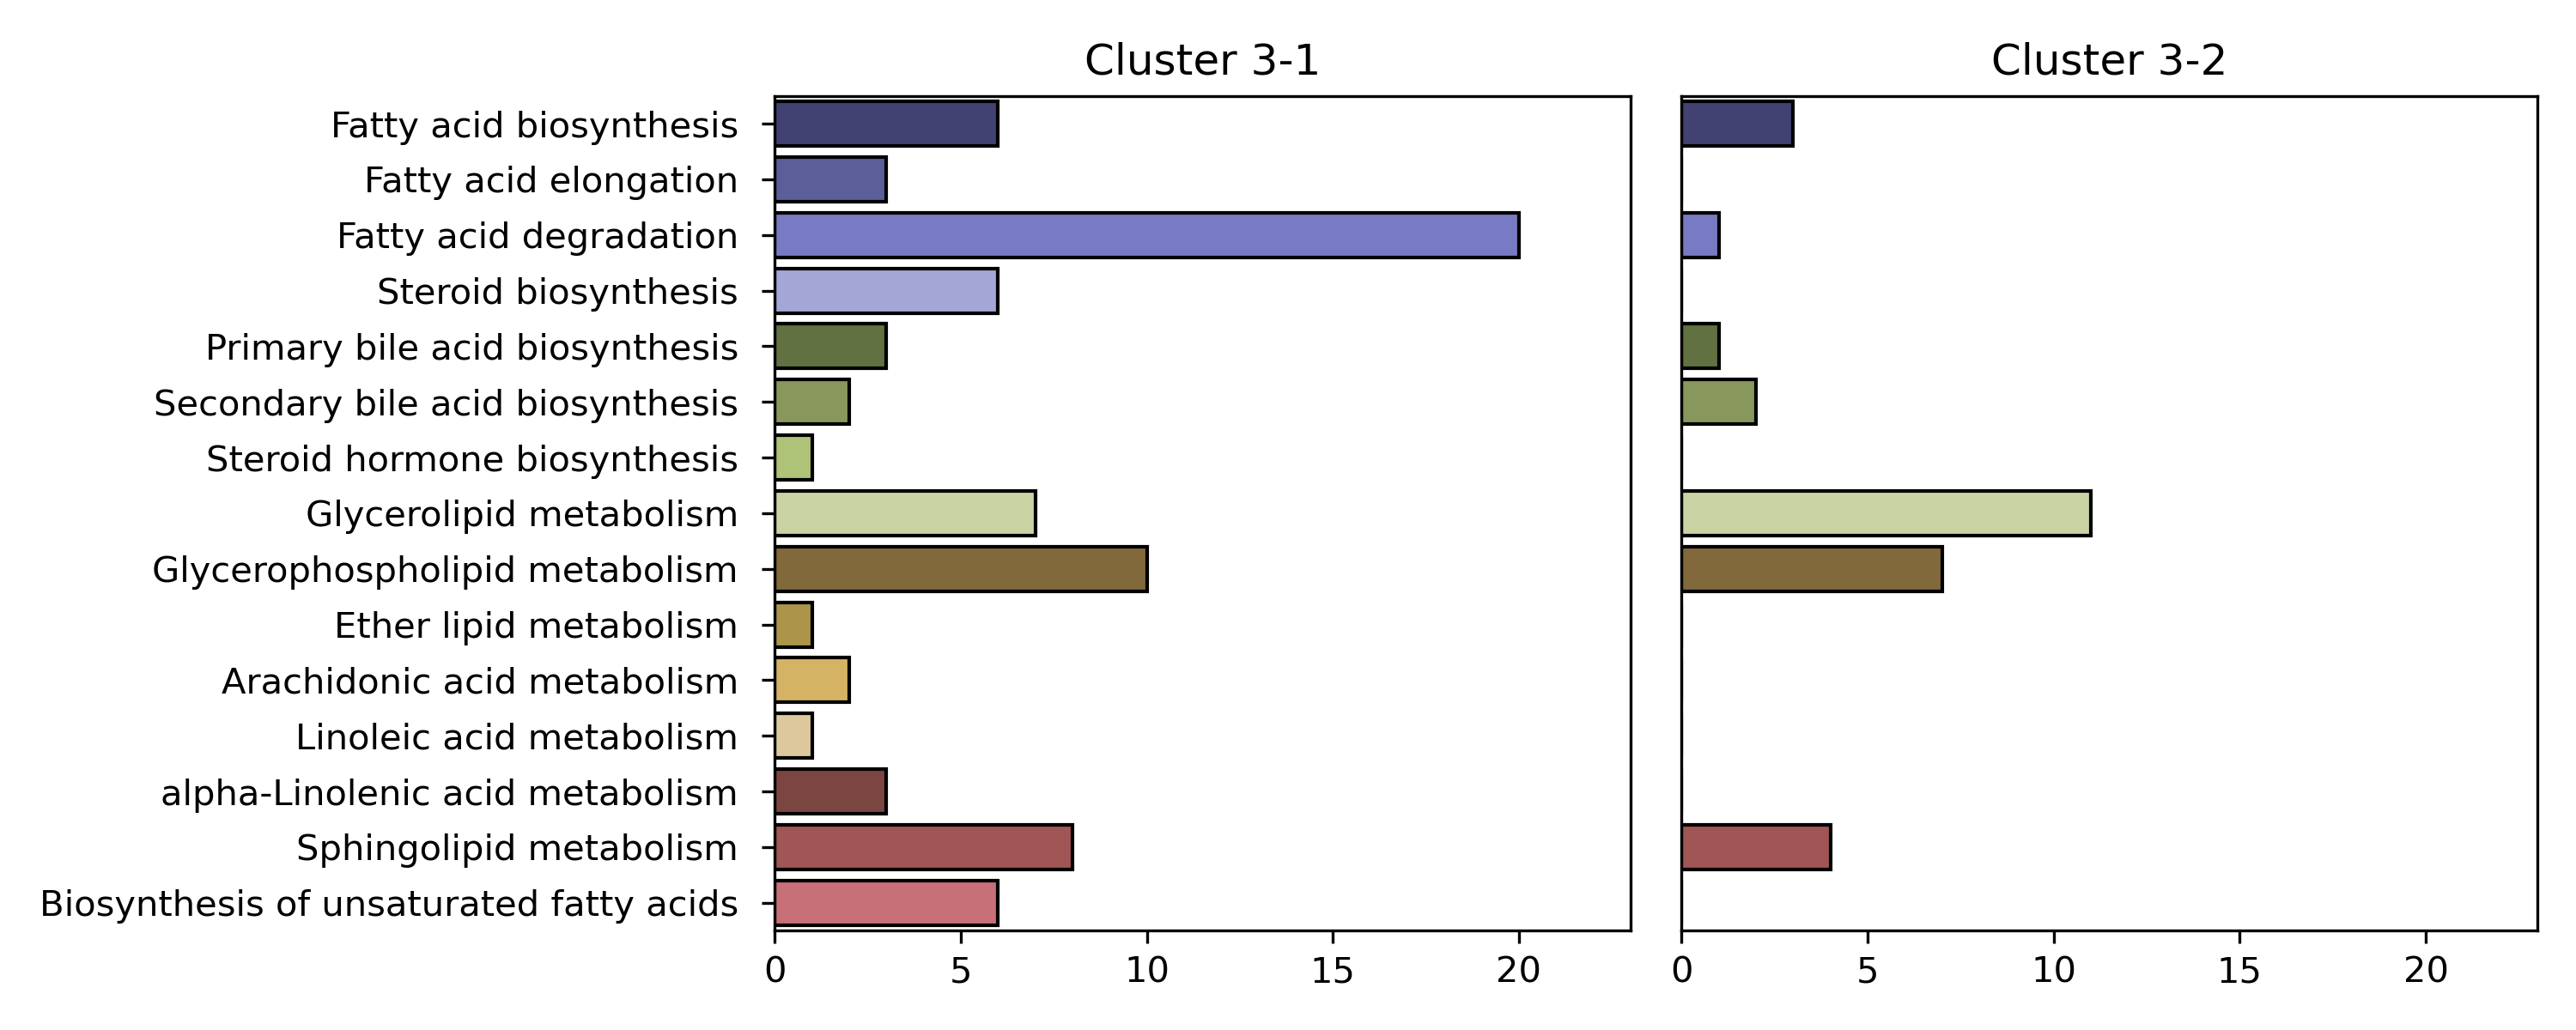 Cluster 3-1
Cluster 3-2
Fatty acid biosynthesis
Fatty acid elongation
Fatty acid degradation
Steroid biosynthesis
Primary bile acid biosynthesis
Secondary bile acid biosynthesis
Steroid hormone biosynthesis
Glycerolipid metabolism
Glycerophospholipid metabolism
Ether lipid metabolism
Arachidonic acid metabolism
Linoleic acid metabolism
alpha-Linolenic acid metabolism
Sphingolipid metabolism
Biosynthesis of unsaturated fatty acids
0 5 10 15 20
0 5 10 15 20